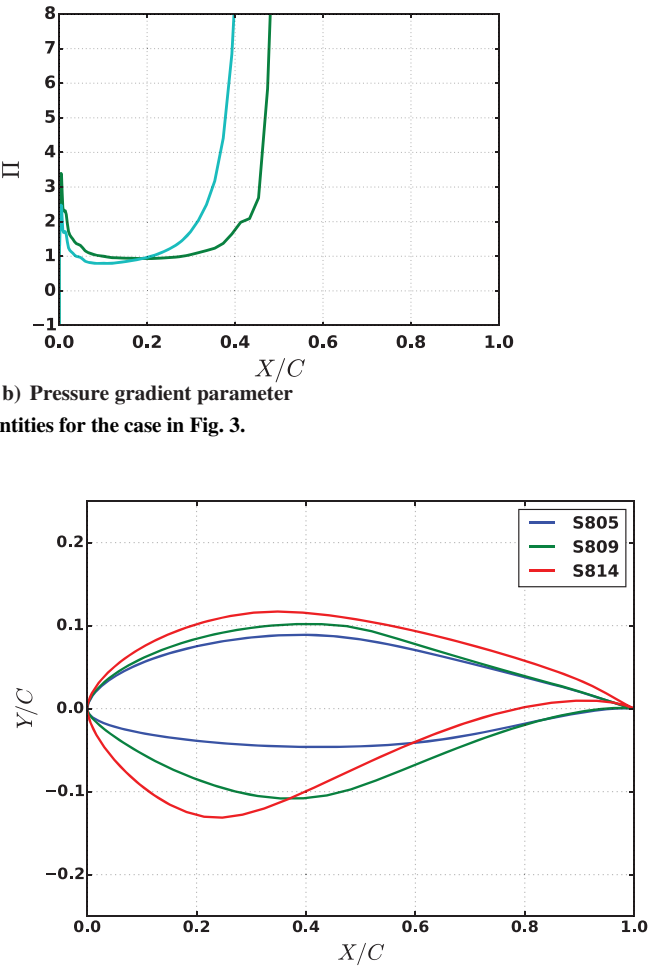 8
7
6
5
4
3
2
1
0
−1
Π
0.0 0.2 0.4 0.6 0.8 1.0
X/C
b) Pressure gradient parameter
ntities for the case in Fig. 3.
S805
S809
S814
0.2
0.1
0.0
−0.1
−0.2
Y/C
0.0 0.2 0.4 0.6 0.8 1.0
X/C